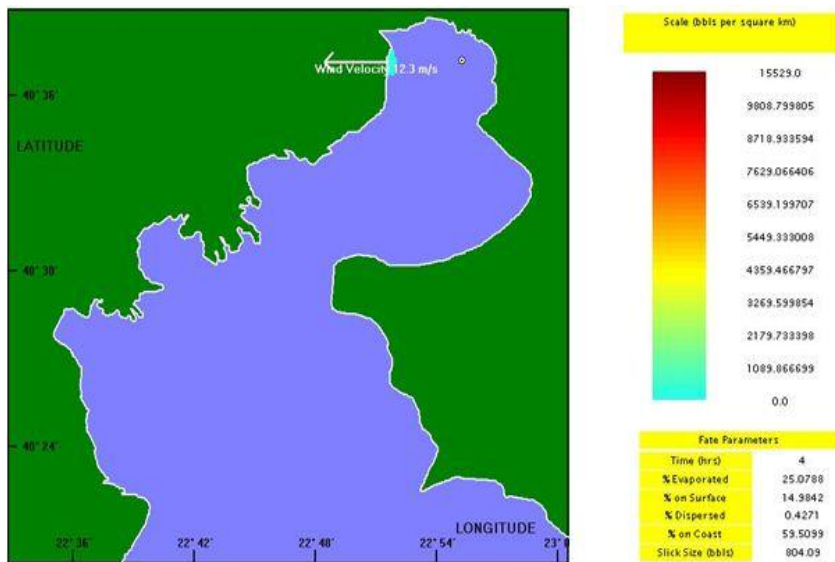 Wind Velocity 12.3 m/s
40° 36'
LATITUDE
40° 30'
40° 24'
LONGITUDE
22° 36'
22° 42'
22° 48'
22° 54'
Scale (bbls per square km)
15529.0
9808.799805
8718.933594
7629.066406
6539.199707
5449.333008
4359.466797
3269.599854
2179.733398
1089.866699
0.0
Fate Parameters
Time (hrs) 4
% Evaporated 25.0788
% on Surface 14.9842
% Dispersed 0.4271
% on Coast 59.5099
Slick Size (bbls) 804.09